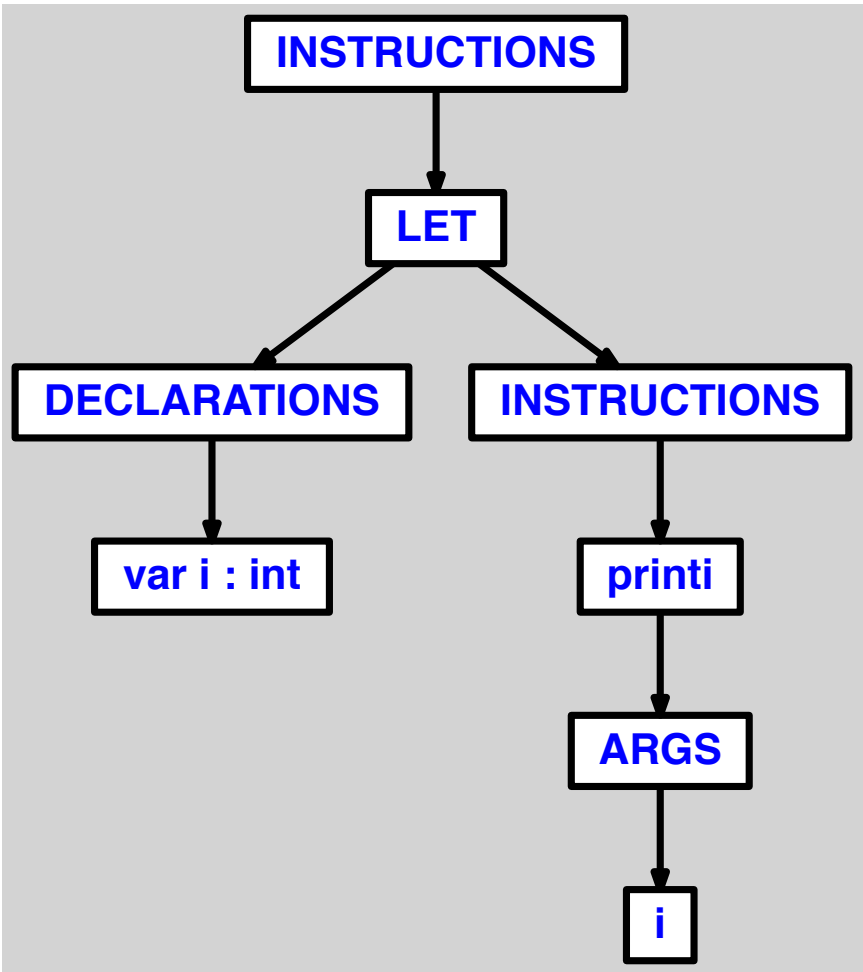 INSTRUCTIONS
LET
DECLARATIONS
INSTRUCTIONS
var i : int
printi
ARGS
i